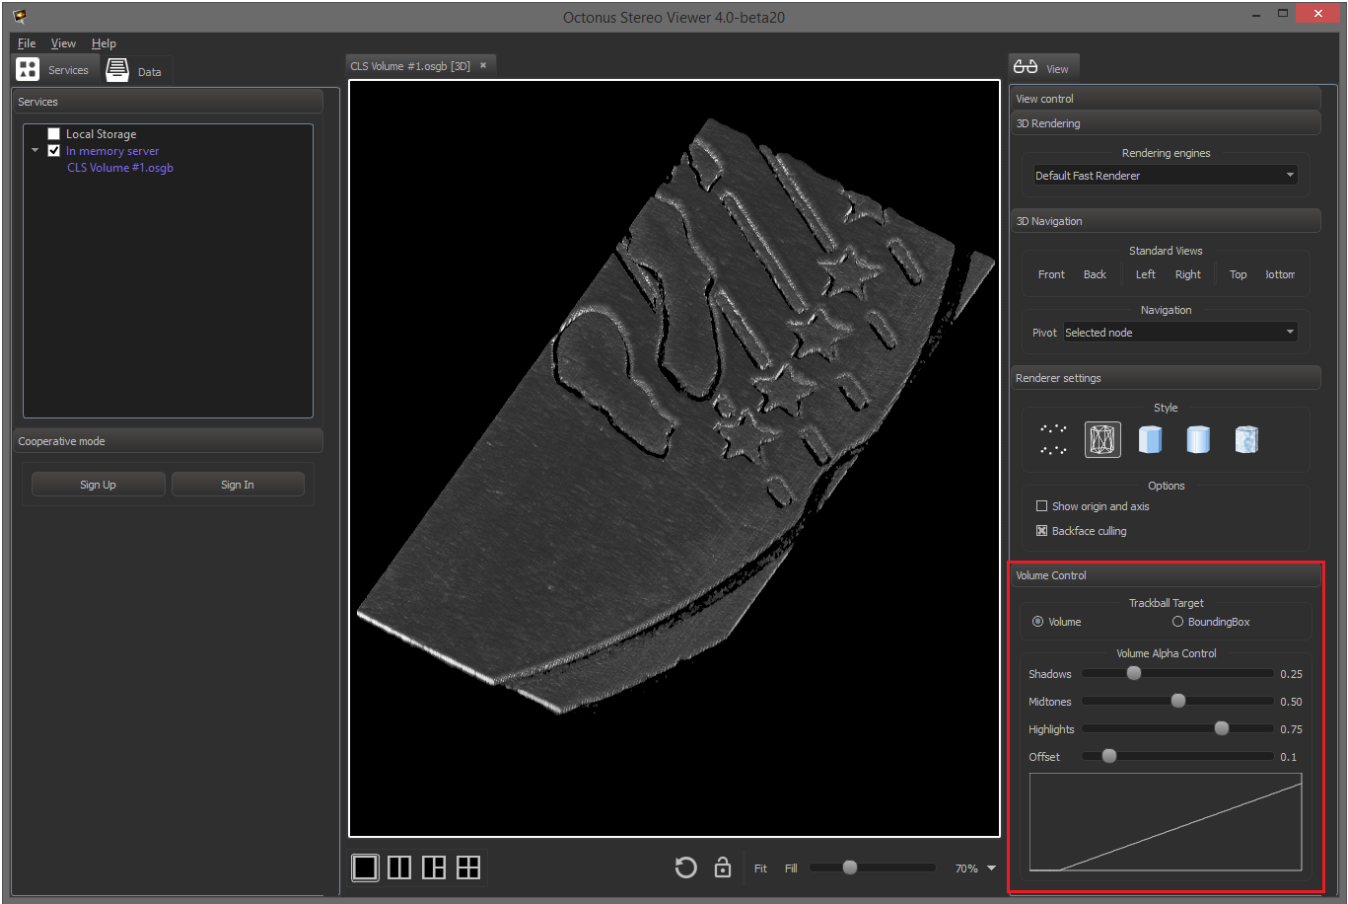 Octonus Stereo Viewer 4.0-beta20
File View Help
Services Data
Services
Local Storage
In memory server
CLS Volume #1.osgb
Cooperative mode
Sign Up Sign In
CLS Volume #1.osgb [3D]
Fit Fill 70%
View
View control
3D Rendering
Rendering engines
Default Fast Renderer
3D Navigation
Standard Views
Front Back Left Right Top ottom
Navigation
Pivot Selected node
Renderer settings
Style
Options
Show origin and axis
Backface culling
Volume Control
Trackball Target
Volume BoundingBox
Volume Alpha Control
Shadows 0.25
Midtones 0.50
Highlights 0.75
Offset 0.1